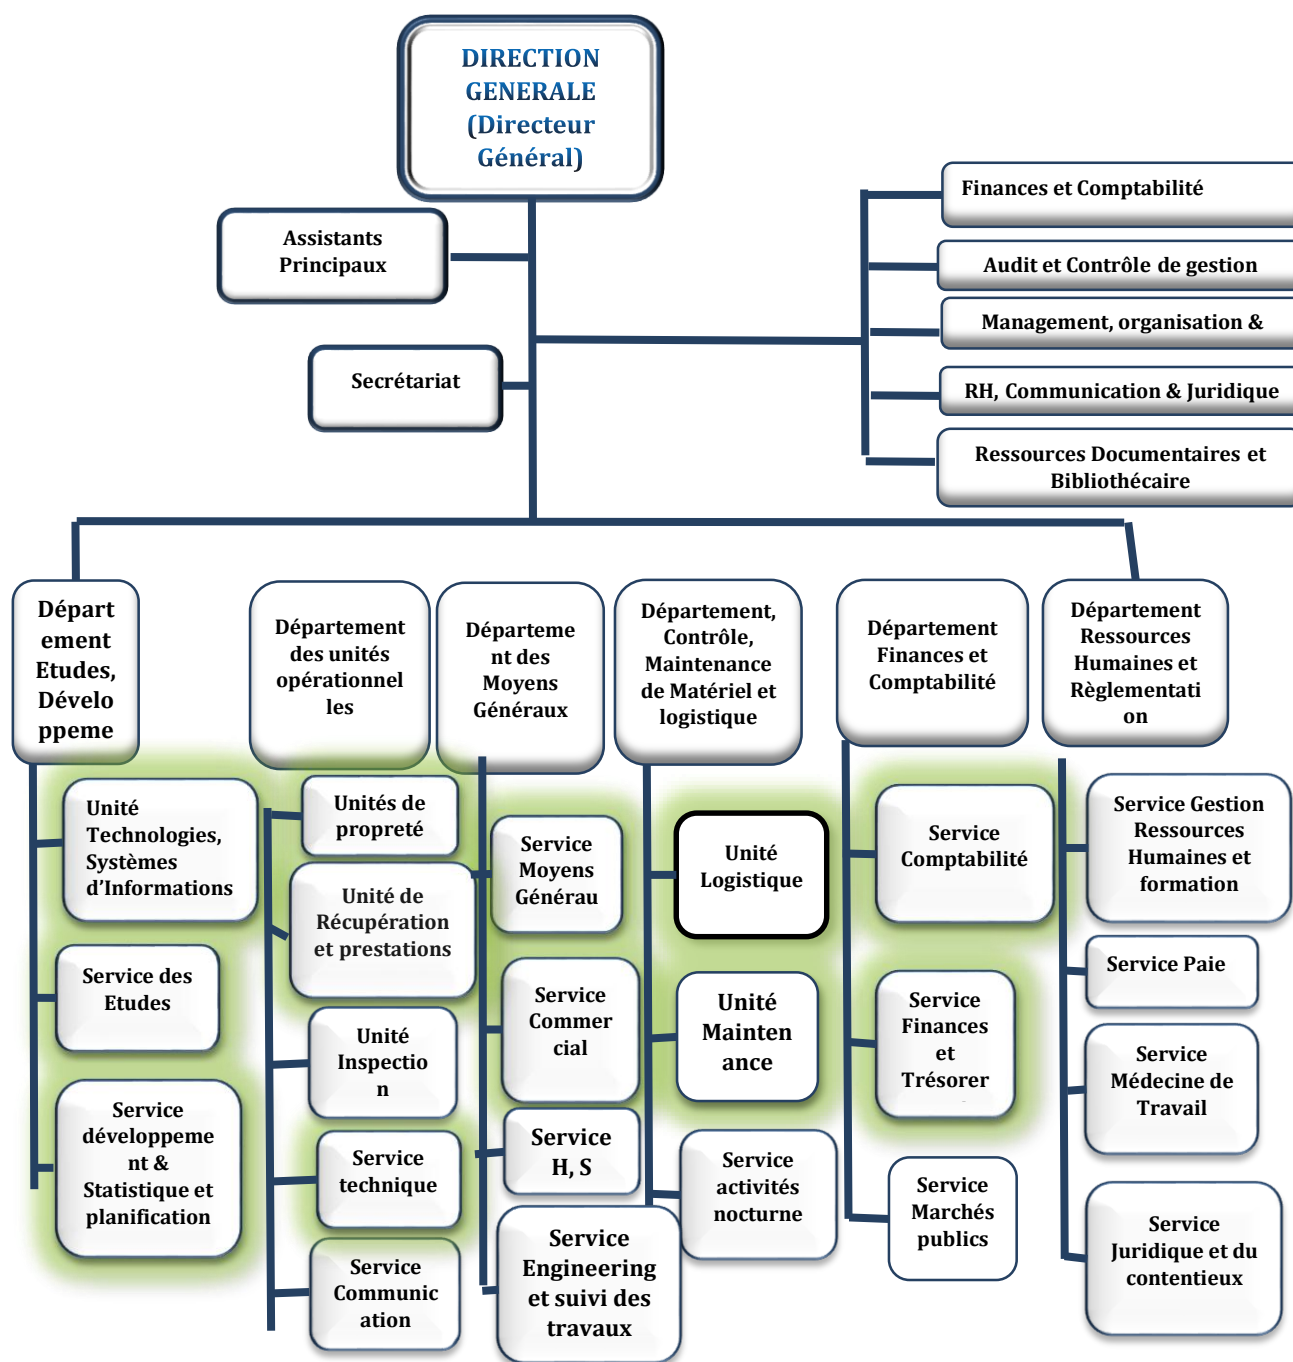 DIRECTION
GENERALE
(Directeur
Général)
Assistants
Principaux
Secrétariat
Finances et Comptabilité
Audit et Contrôle de gestion
Management, organisation &
RH, Communication & Juridique
Ressources Documentaires et
Bibliothécaire
Départ
ement
Etudes,
Dévelo
ppeme
Département
des unités
opérationnel
les
Départeme
nt des
Moyens
Généraux
Département,
Contrôle,
Maintenance
de Matériel et
logistique
Département
Finances et
Comptabilité
Département
Ressources
Humaines et
Règlementati
on
Unité
Technologies,
Systèmes
d’Informations
Service des
Etudes
Service
développeme
nt &
Statistique et
planification
Unités de
propreté
Unité de
Récupération
et prestations
Unité
Inspection
n
Service
technique
Service
Communic
ation
Service
Moyens
Générau
Service
Commer
cial
Service
H, S
Service
Engineering
et suivi des
travaux
Unité
Logistique
Unité
Mainten
ance
Service
activités
nocturne
Service
Comptabilité
Service
Finances
et
Trésorer
Service
Marchés
publics
Service Gestion
Ressources
Humaines et
formation
Service Paie
Service
Médecine de
Travail
Service
Juridique et du
contentieux